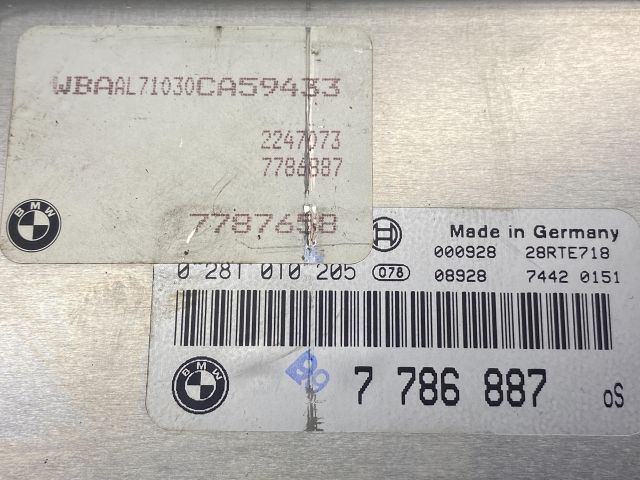 WBAAL71030CA59433
2247073
7786887
BMW
7787658
Made in Germany
000928 28RTE718
0 281 010 205 078 08928 7442 0151
BMW
99
7 786 887 oS